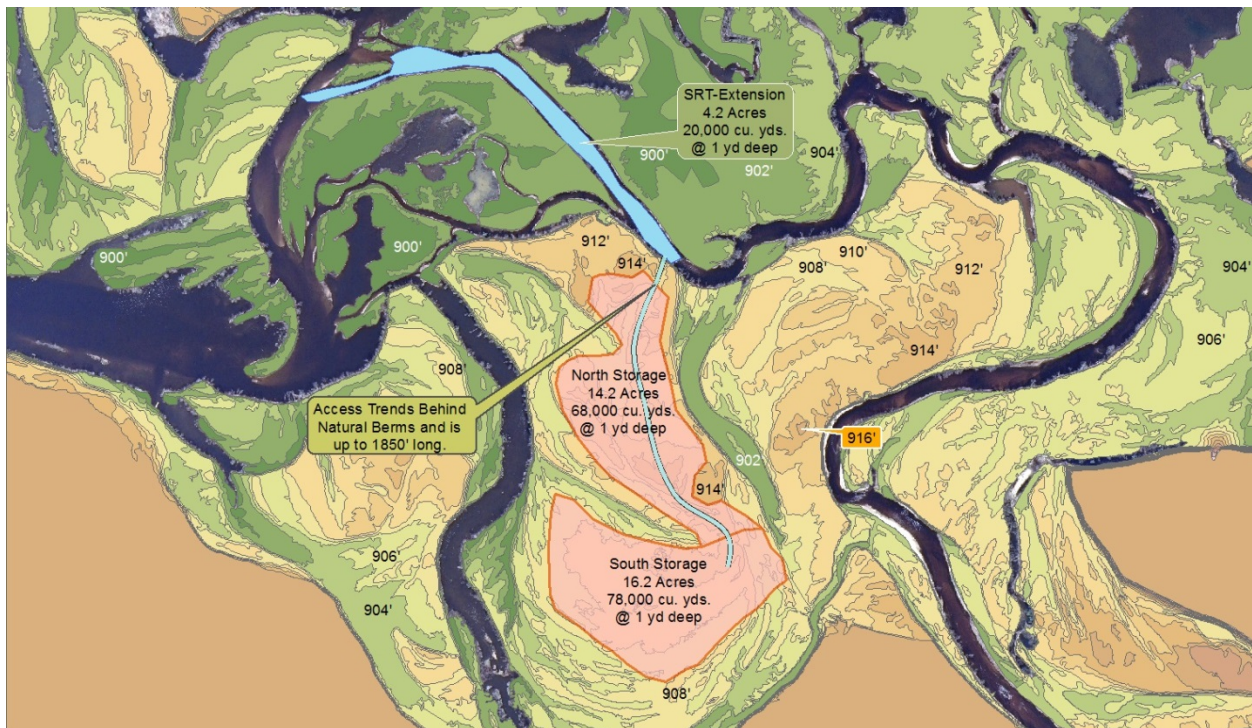 SRT-Extension
4.2 Acres
20,000 cu. yds.
@ 1 yd deep
900'
902'
904'
900'
900'
912'
914'
908'
910'
912'
904'
914'
906'
908'
Access Trends Behind
Natural Berms and is
up to 1850' long.
North Storage
14.2 Acres
68,000 cu. yds.
@ 1 yd deep
916'
902'
914'
906'
904'
South Storage
16.2 Acres
78,000 cu. yds.
@ 1 yd deep
908'